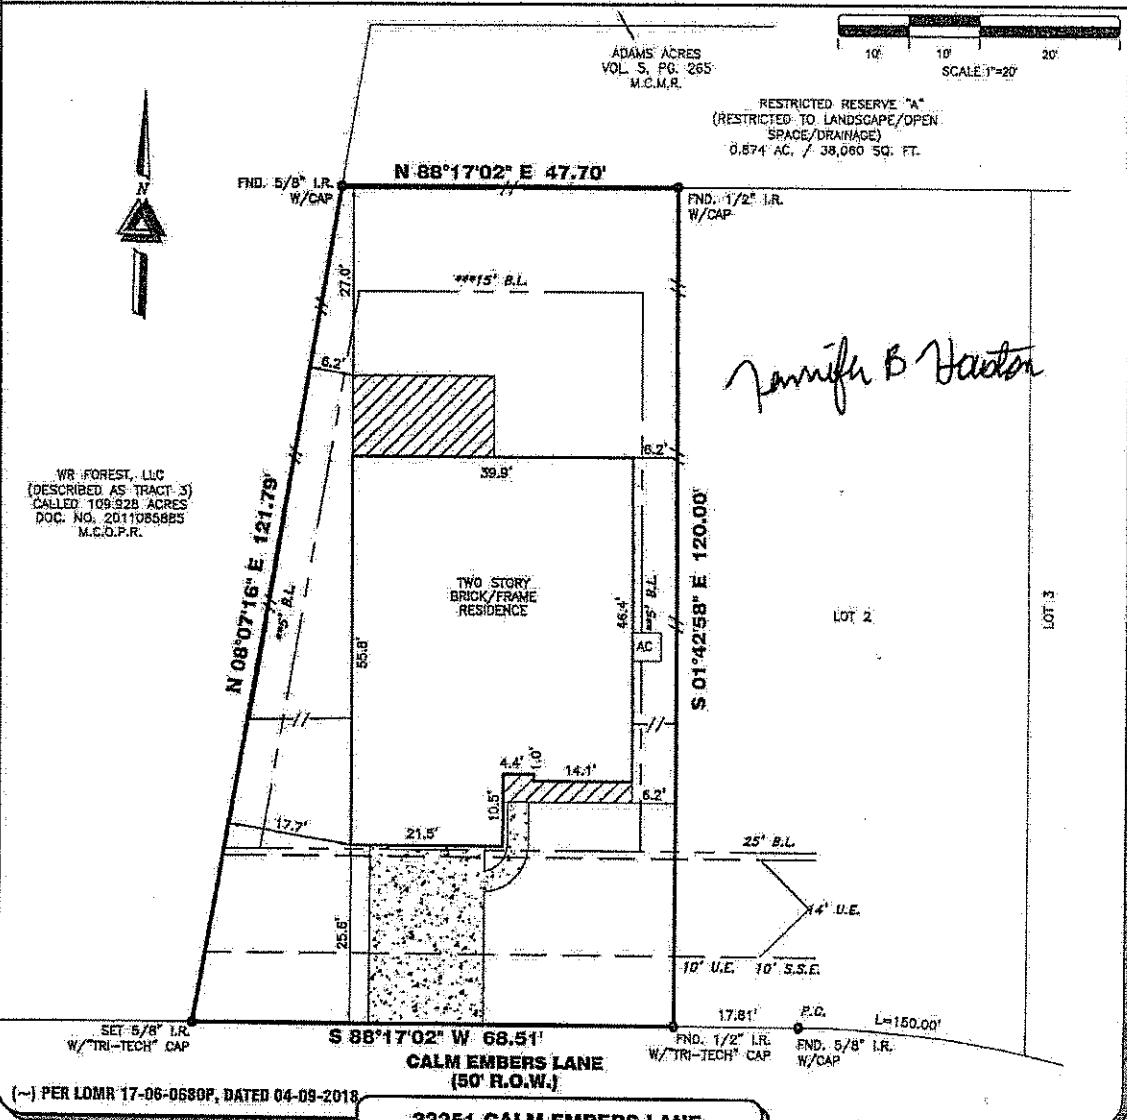 ADAMS ACRES
VOL. 5, PG. 265
M.C.M.R.
10' 10' 20'
SCALE 1"=20'
RESTRICTED RESERVE "A"
(RESTRICTED TO LANDSCAPE/OPEN
SPACE/DRAINAGE)
0.874 AC. / 38,060 SQ. FT.
N 88°17'02" E 47.70'
FND. 5/8" I.R.
W/CAP
FND. 1/2" I.R.
W/CAP
N
27.0'
***15' B.L.
Jennifer B
6.2'
6.2'
39.9'
WR FOREST, LLC
(DESCRIBED AS TRACT 3)
CALLED 109.928 ACRES
DOC. NO. 2011085885
M.C.O.P.R.
N 08°07'16" E 121.79'
S 01°42'58" E 120.00'
TWO STORY
BRICK/FRAME
RESIDENCE
**5' B.L.
46.4'
**5' B.L.
LOT 2
LOT 3
AC
55.8'
4.4' 1.0' 14.1'
10.5'
6.2'
17.7'
21.5'
25' B.L.
14' U.E.
25.6'
10' U.E. 10' S.S.E.
SET 5/8" I.R.
W/"TRI-TECH" CAP
S 88°17'02" W 68.51'
17.81' P.C. L=150.00'
FND. 1/2" I.R.
W/"TRI-TECH" CAP
FND. 5/8" I.R.
W/CAP
CALM EMBERS LANE
(50' R.O.W.)
(~) PER LOMR 17-06-0680P, DATED 04-09-2018
CALM EMBERS LANE